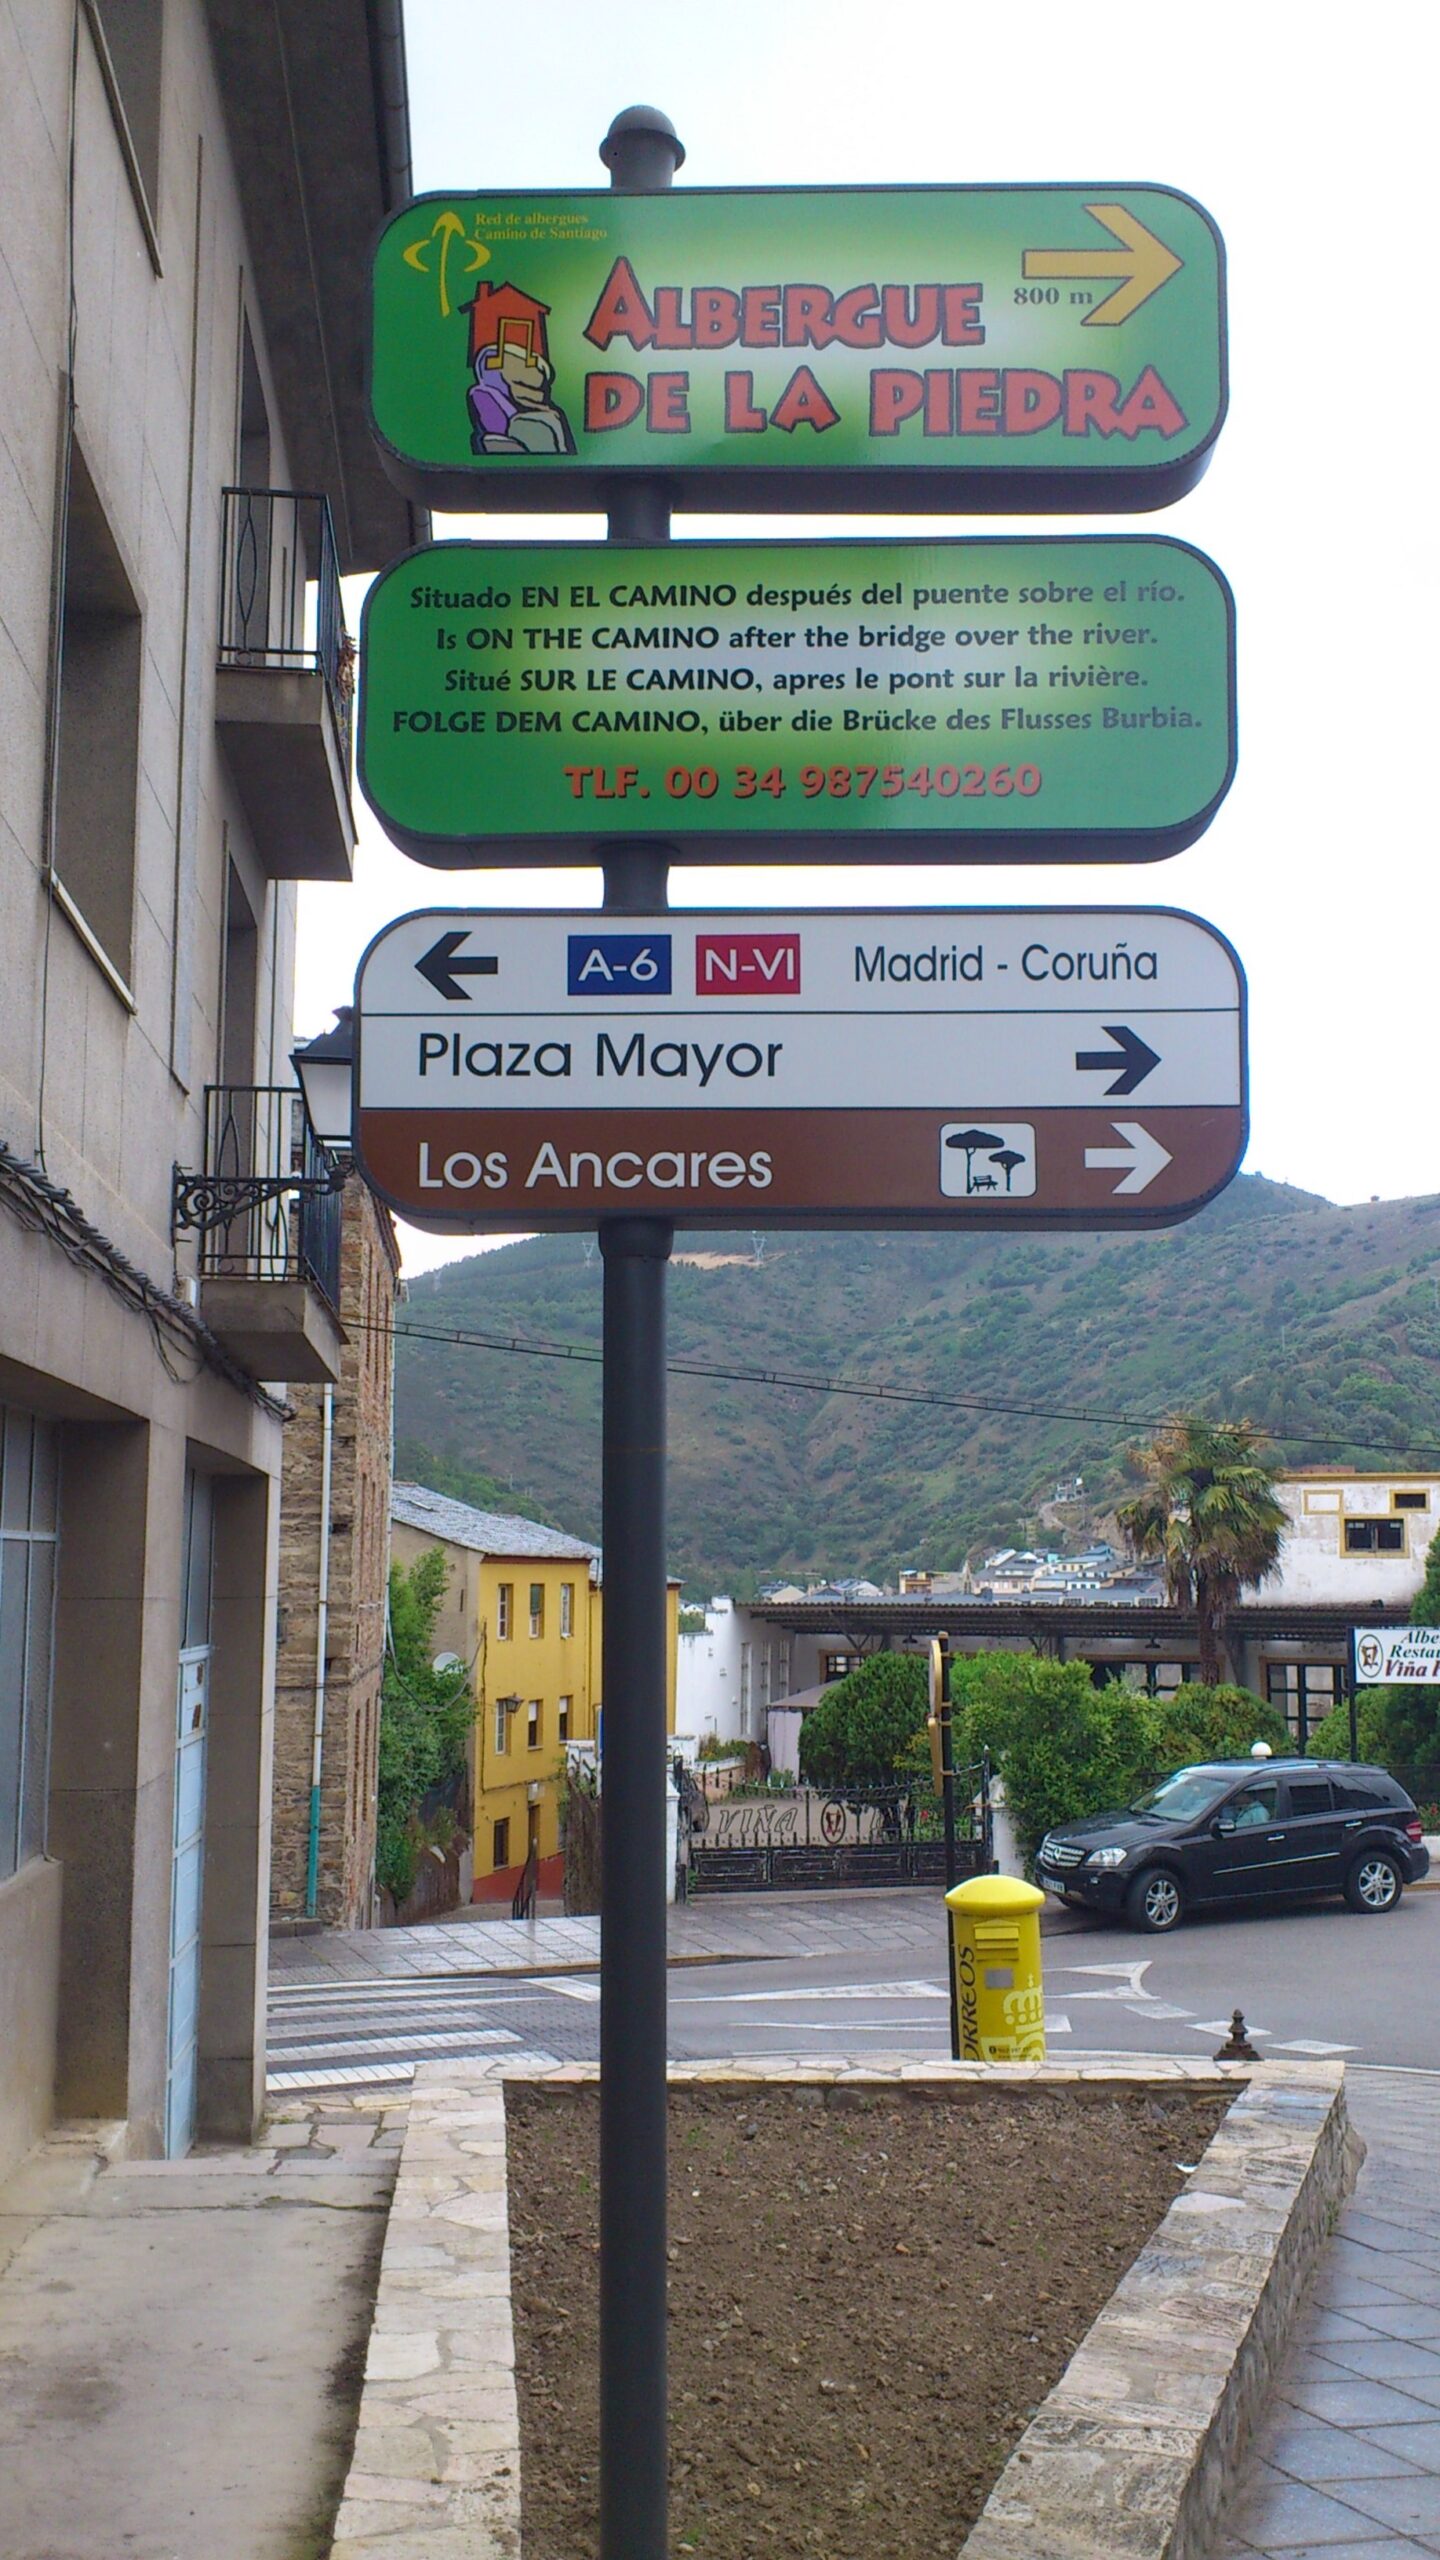 Red de albergues
Camino de Santiago
800 m
ALBERGUE
DE LA PIEDRA
Situado EN EL CAMINO después del puente sobre el río.
Is ON THE CAMINO after the bridge over the river.
Situé SUR LE CAMINO, apres le pont sur la rivière.
FOLGE DEM CAMINO, über die Brücke des Flusses Burbia.
TLF. 00 34 987540260
A-6 N-VI Madrid - Coruña
Plaza Mayor
Los Ancares
Viña
VIÑA